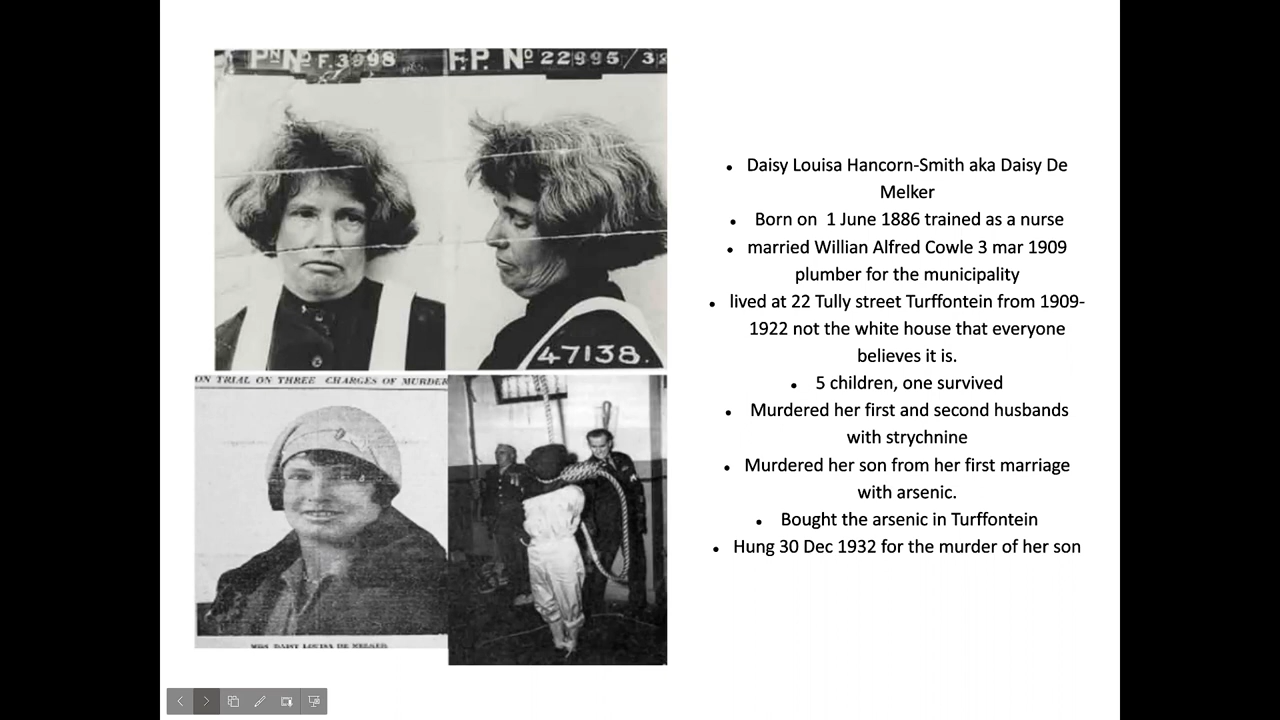 PN No F.3998
F.P. No 22995/3
47138.
ON TRIAL ON THREE CHARGES OF MURDER
MRS DAISY LOUISA DE MELKER
• Daisy Louisa Hancorn-Smith aka Daisy De
Melker
• Born on 1 June 1886 trained as a nurse
• married Willian Alfred Cowle 3 mar 1909
plumber for the municipality
• lived at 22 Tully street Turffontein from 1909-
1922 not the white house that everyone
believes it is.
• 5 children, one survived
• Murdered her first and second husbands
with strychnine
• Murdered her son from her first marriage
with arsenic.
• Bought the arsenic in Turffontein
• Hung 30 Dec 1932 for the murder of her son